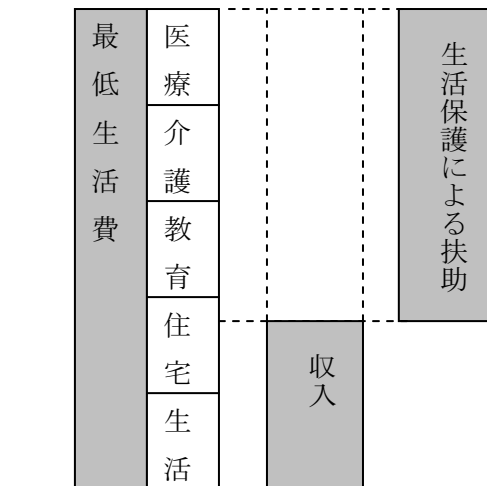 最低生活費
医療
介護
教育
住宅
生活
収入
生活保護による扶助